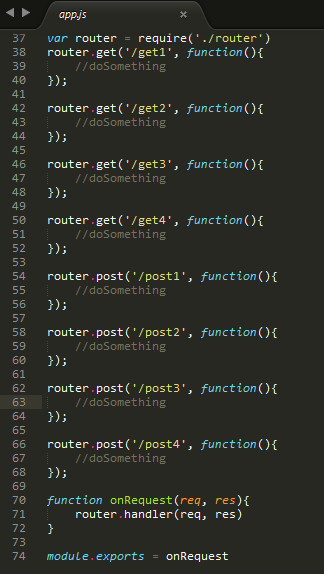 app.js ×
37 var router = require('./router')
38 router.get('/get1', function(){
39 //doSomething
40 });
41
42 router.get('/get2', function(){
43 //doSomething
44 });
45
46 router.get('/get3', function(){
47 //doSomething
48 });
49
50 router.get('/get4', function(){
51 //doSomething
52 });
53
54 router.post('/post1', function(){
55 //doSomething
56 });
57
58 router.post('/post2', function(){
59 //doSomething
60 });
61
62 router.post('/post3', function(){
63 //doSomething
64 });
65
66 router.post('/post4', function(){
67 //doSomething
68 });
69
70 function onRequest(req, res){
71 router.handler(req, res)
72 }
73
74 module.exports = onRequest